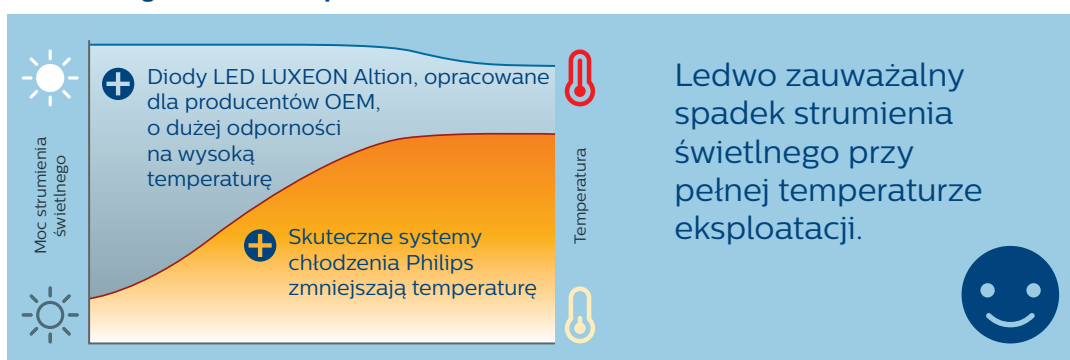 Moc strumienia
świetlnego
Diody LED LUXEON Altion, opracowane
dla producentów OEM,
o dużej odporności
na wysoką
temperaturę
Skuteczne systemy
chłodzenia Philips
zmniejszają temperaturę
Temperatura
Ledwo zauważalny
spadek strumienia
świetlnego przy
pełnej temperaturze
eksploatacji.